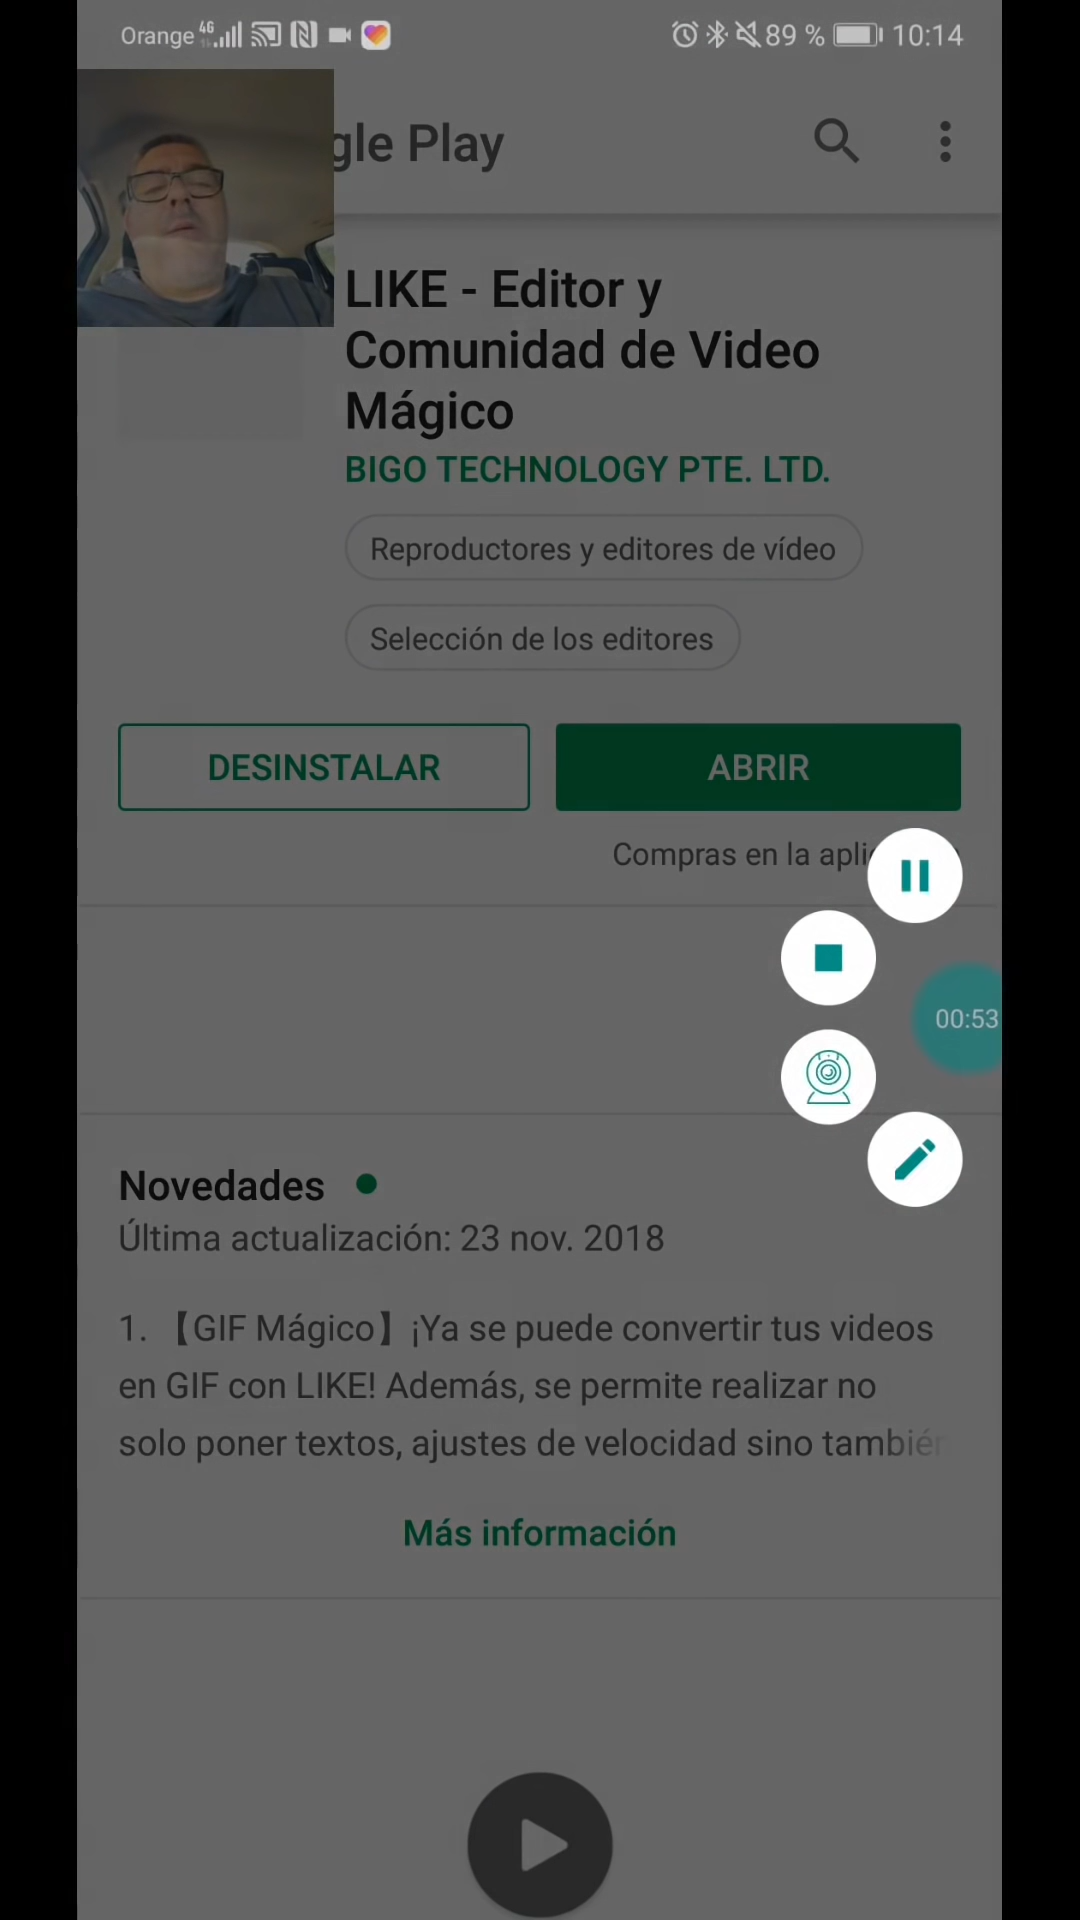 Orange 4G 89 % 10:14
gle Play
LIKE - Editor y
Comunidad de Video
Mágico
BIGO TECHNOLOGY PTE. LTD.
Reproductores y editores de vídeo
Selección de los editores
DESINSTALAR ABRIR
Compras en la apli
00:53
Novedades
Última actualización: 23 nov. 2018
1. 【GIF Mágico】¡Ya se puede convertir tus videos
en GIF con LIKE! Además, se permite realizar no
solo poner textos, ajustes de velocidad sino también
Más información